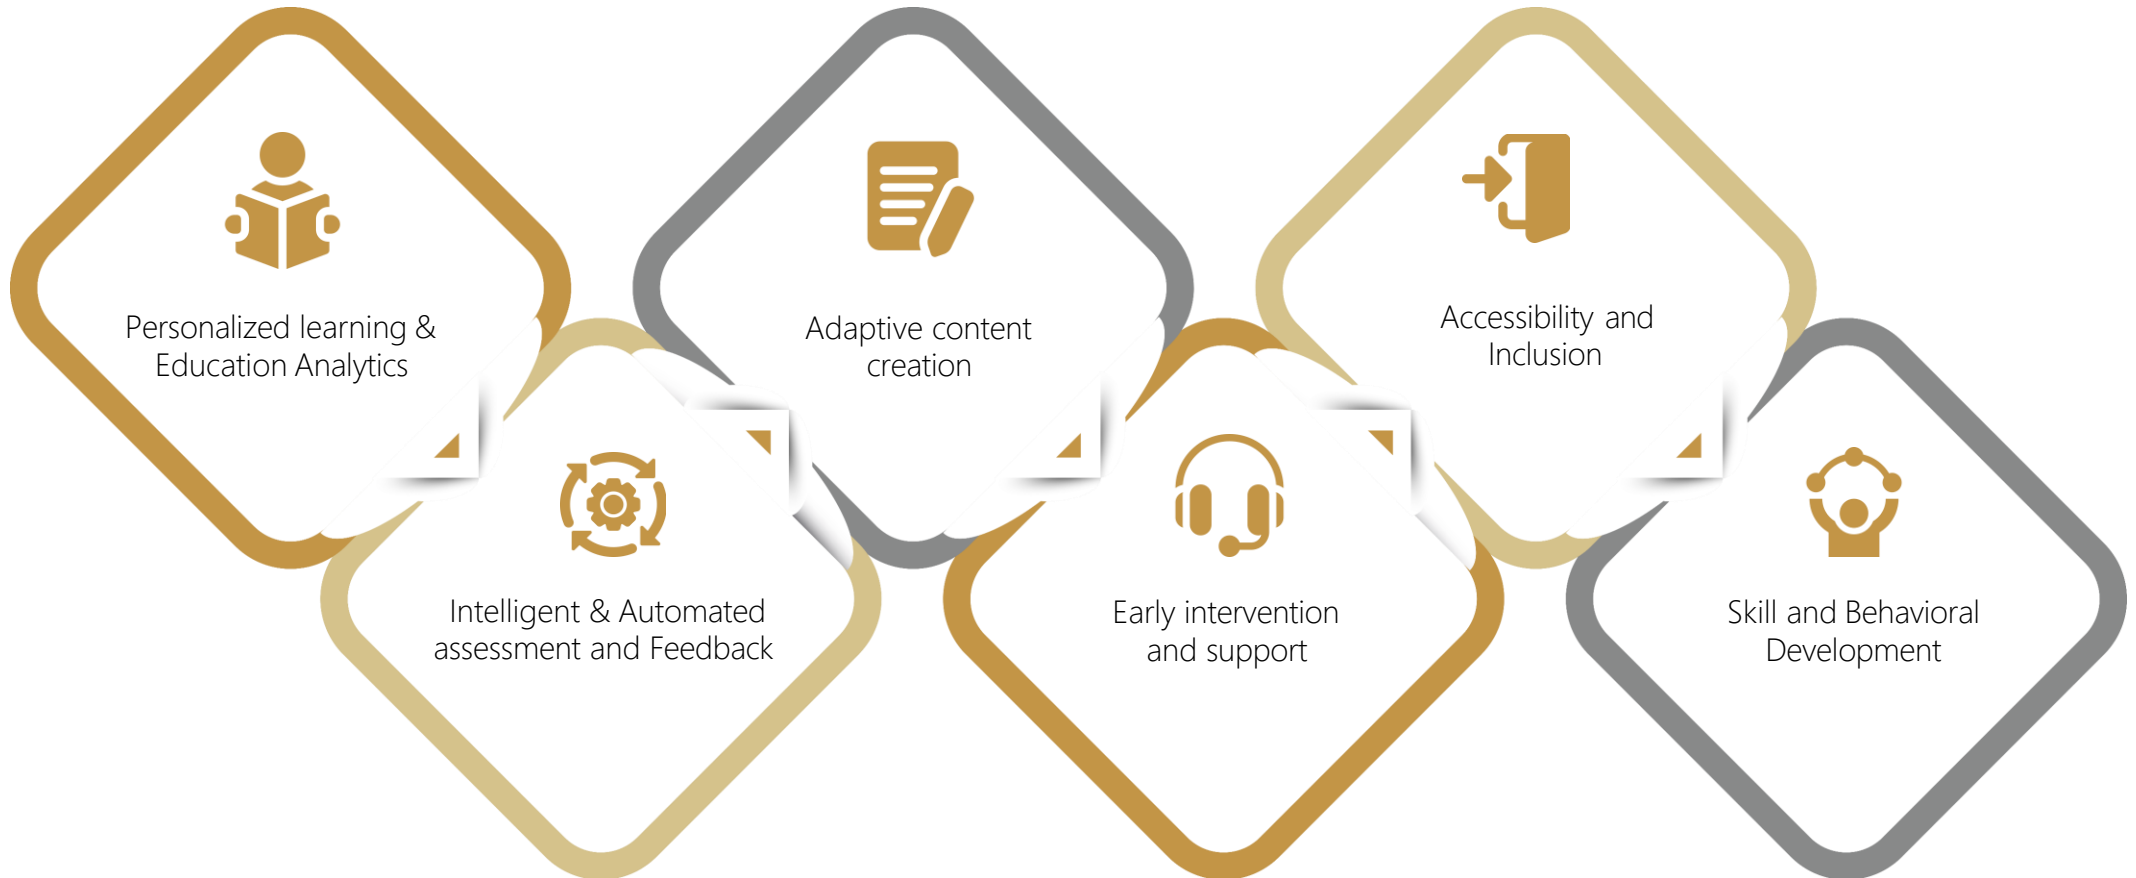 Personalized learning &
Education Analytics
Intelligent & Automated
assessment and Feedback
Adaptive content
creation
Early intervention
and support
Accessibility and
Inclusion
Skill and Behavioral
Development